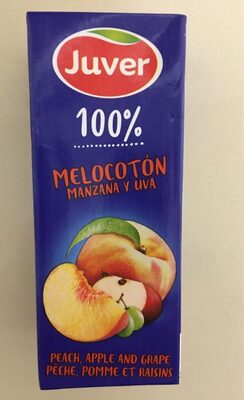 Juver
100%
MELOCOTÓN
MANZANA Y UVA
PEACH, APPLE AND GRAPE
PÊCHE, POMME ET RAISINS